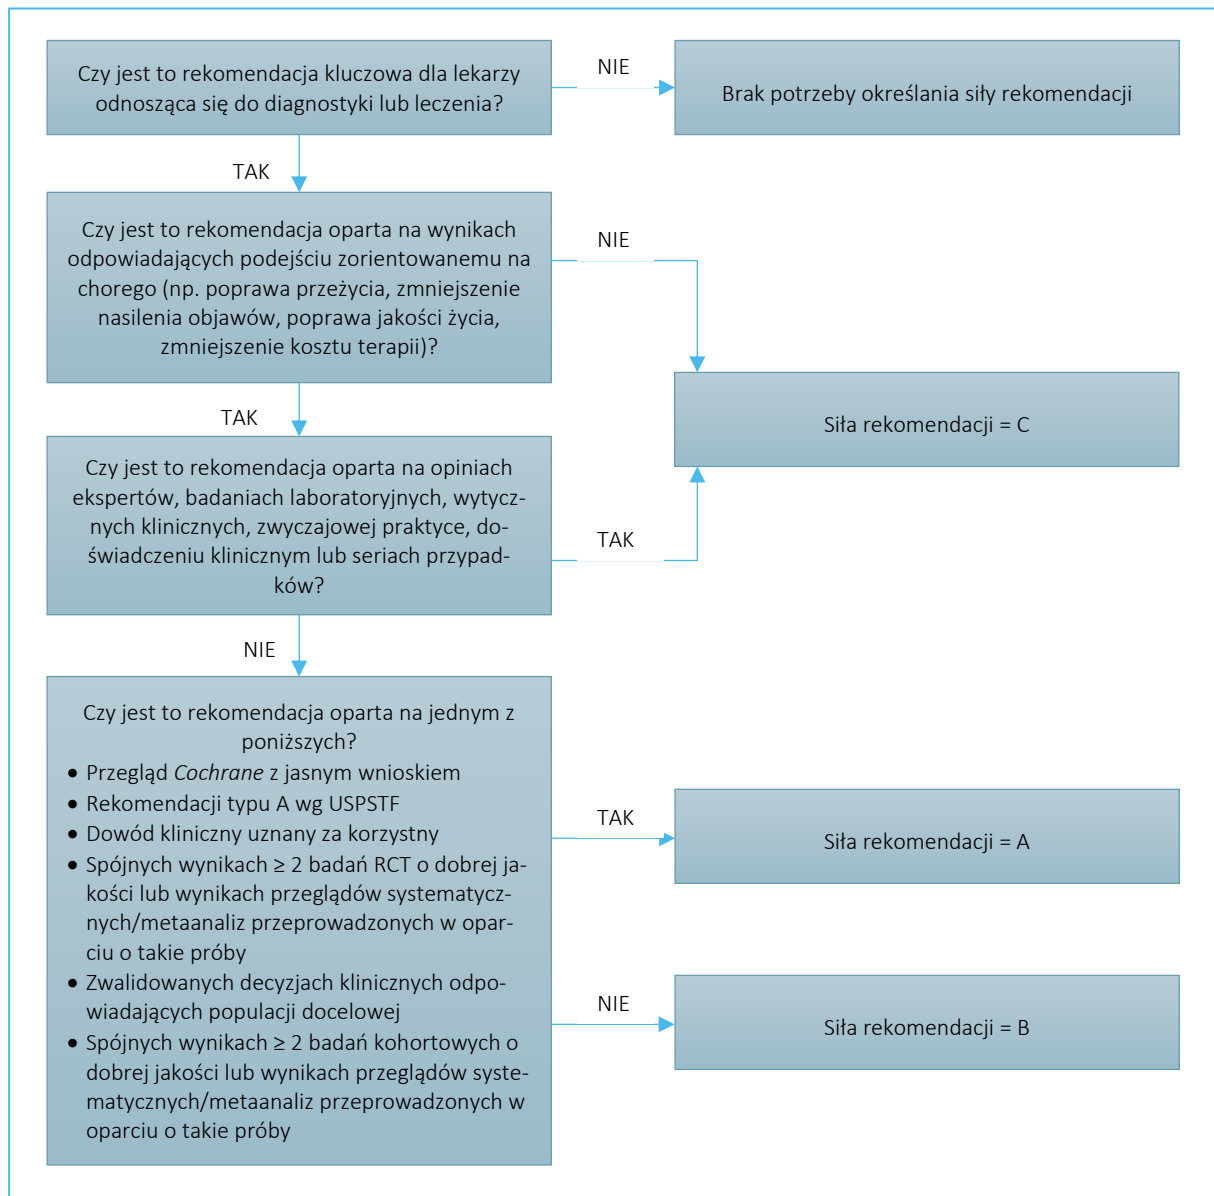 Czy jest to rekomendacja kluczowa dla lekarzy
odnosząca się do diagnostyki lub leczenia?
NIE
Brak potrzeby określania siły rekomendacji
TAK
Czy jest to rekomendacja oparta na wynikach
odpowiadających podejściu zorientowanemu na
chorego (np. poprawa przeżycia, zmniejszenie
nasilenia objawów, poprawa jakości życia,
zmniejszenie kosztu terapii)?
NIE
Siła rekomendacji = C
TAK
Czy jest to rekomendacja oparta na opiniach
ekspertów, badaniach laboratoryjnych, wytycz-
nych klinicznych, zwyczajowej praktyce, do-
świadczeniu klinicznym lub seriach przypad-
ków?
TAK
NIE
Czy jest to rekomendacja oparta na jednym z
poniższych?
• Przegląd Cochrane z jasnym wnioskiem
• Rekomendacji typu A wg USPSTF
• Dowód kliniczny uznany za korzystny
• Spójnych wynikach ≥ 2 badań RCT o dobrej ja-
kości lub wynikach przeglądów systematycz-
nych/metaanaliz przeprowadzonych w opar-
ciu o takie próby
• Zwalidowanych decyzjach klinicznych odpo-
wiadających populacji docelowej
• Spójnych wynikach ≥ 2 badań kohortowych o
dobrej jakości lub wynikach przeglądów syste-
matycznych/metaanaliz przeprowadzonych w
oparciu o takie próby
TAK
Siła rekomendacji = A
NIE
Siła rekomendacji = B